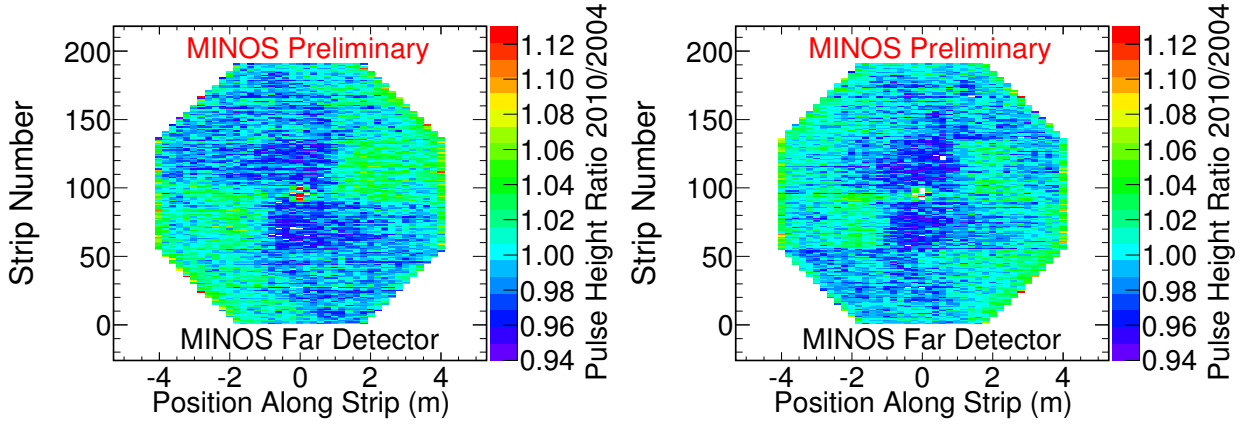 MINOS Preliminary
MINOS Far Detector
Strip Number
200
150
100
50
0
-4 -2 0 2 4
Position Along Strip (m)
1.12
1.10
1.08
1.06
1.04
1.02
1.00
0.98
0.96
0.94
Pulse Height Ratio 2010/2004
MINOS Preliminary
MINOS Far Detector
Strip Number
200
150
100
50
0
-4 -2 0 2 4
Position Along Strip (m)
1.12
1.10
1.08
1.06
1.04
1.02
1.00
0.98
0.96
0.94
Pulse Height Ratio 2010/2004